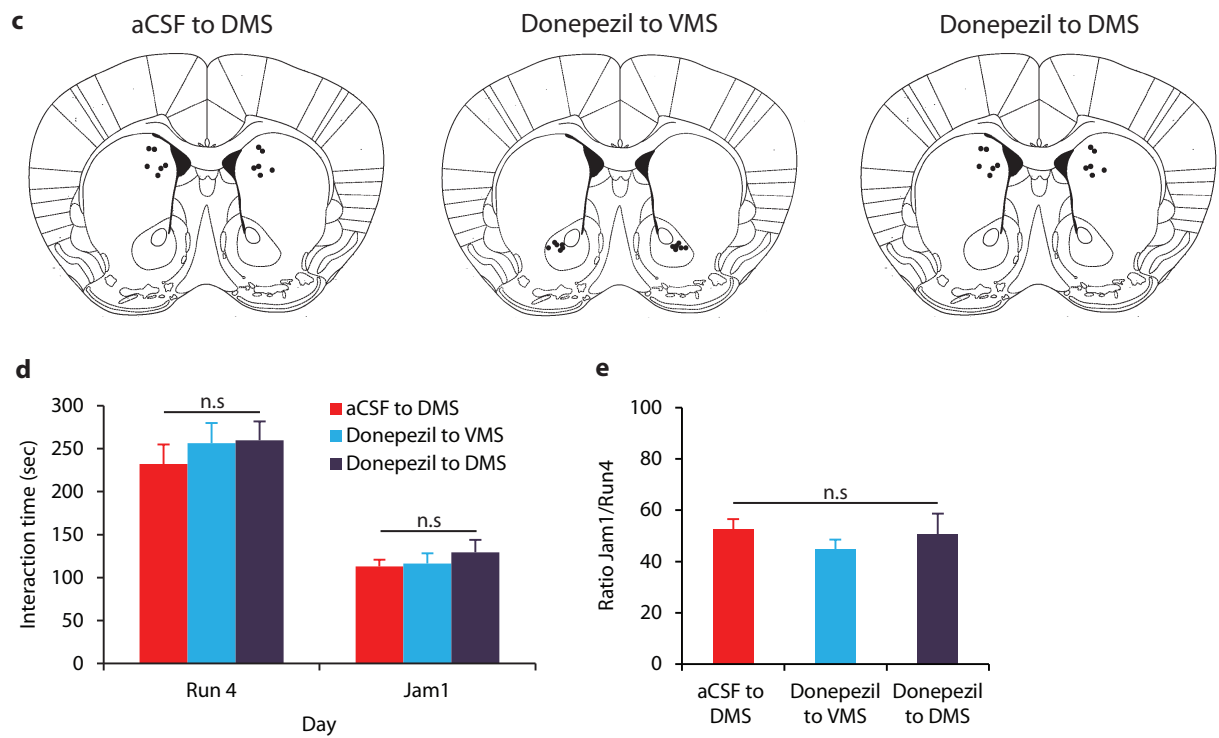 c
aCSF to DMS
Donepezil to VMS
Donepezil to DMS
d
Interaction time (sec)
300
250
200
150
100
50
0
n.s
n.s
aCSF to DMS
Donepezil to VMS
Donepezil to DMS
Run 4
Jam1
Day
e
Ratio Jam1/Run4
100
80
60
40
20
0
n.s
aCSF to
DMS
Donepezil
to VMS
Donepezil
to DMS